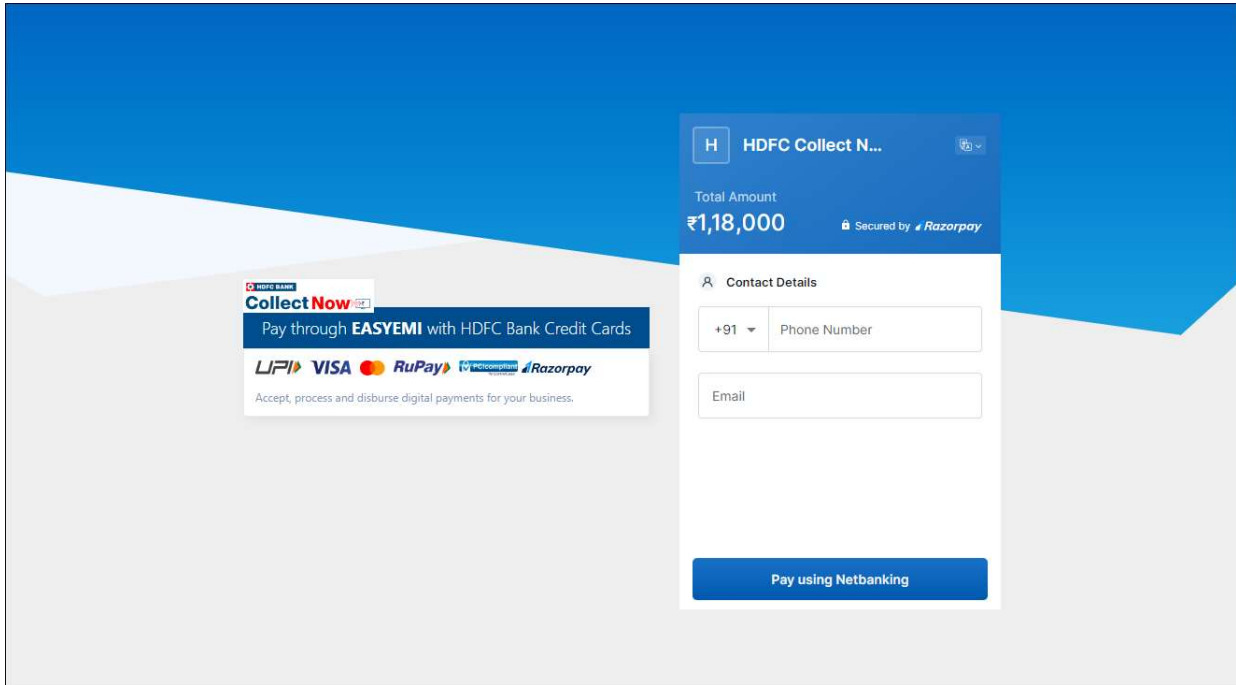 HDFC BANK
Collect Now
Pay through EASYEMI with HDFC Bank Credit Cards
UPI VISA RuPay PCI compliant Razorpay
Accept, process and disburse digital payments for your business.
H HDFC Collect N...
Total Amount
₹1,18,000 Secured by Razorpay
Contact Details
+91 Phone Number
Email
Pay using Netbanking